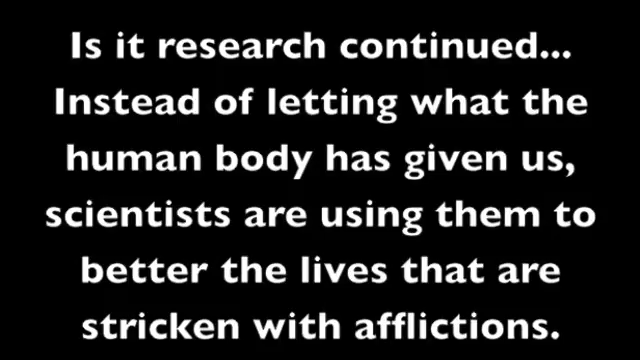 Is it research continued...
Instead of letting what the
human body has given us,
scientists are using them to
better the lives that are
stricken with afflictions.